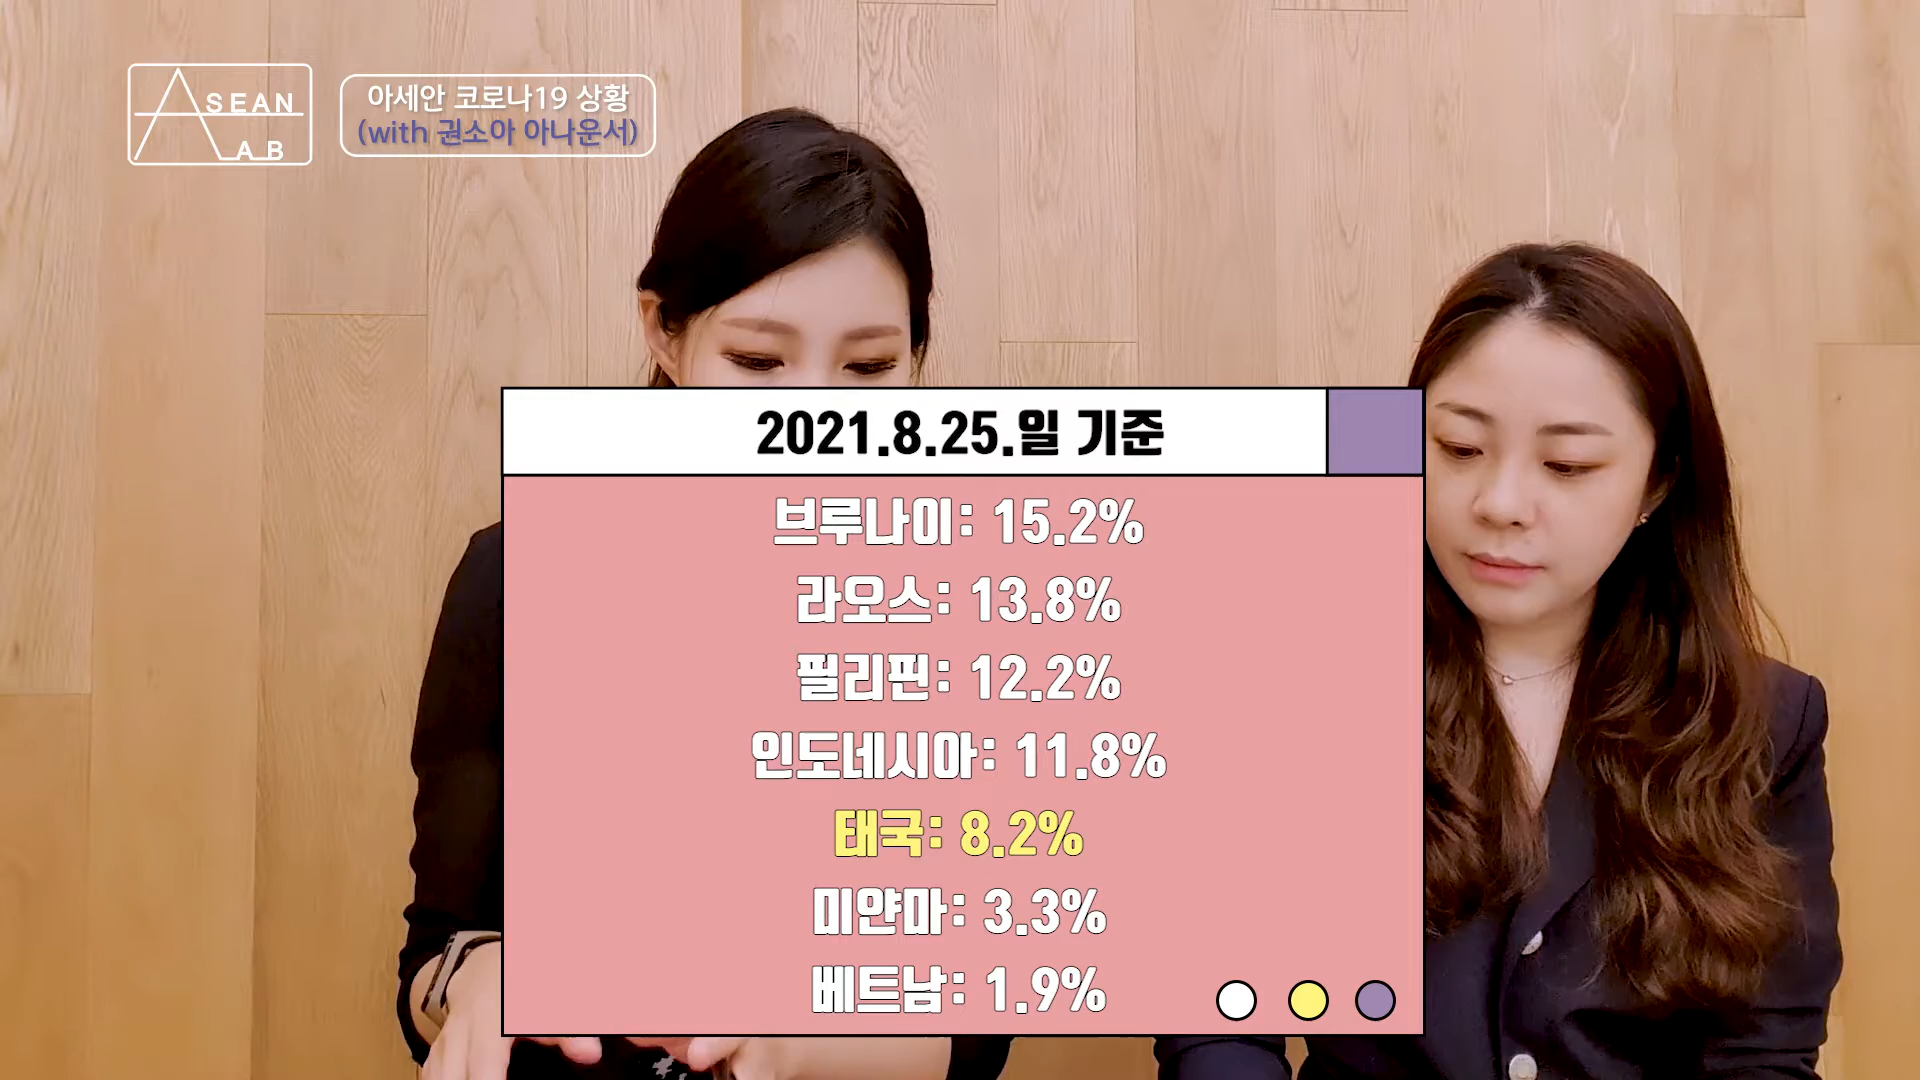 ASEAN
LAB
아세안 코로나19 상황
(with 권소아 아나운서)
2021.8.25.일 기준
브루나이: 15.2%
라오스: 13.8%
필리핀: 12.2%
인도네시아: 11.8%
태국: 8.2%
미얀마: 3.3%
베트남: 1.9%